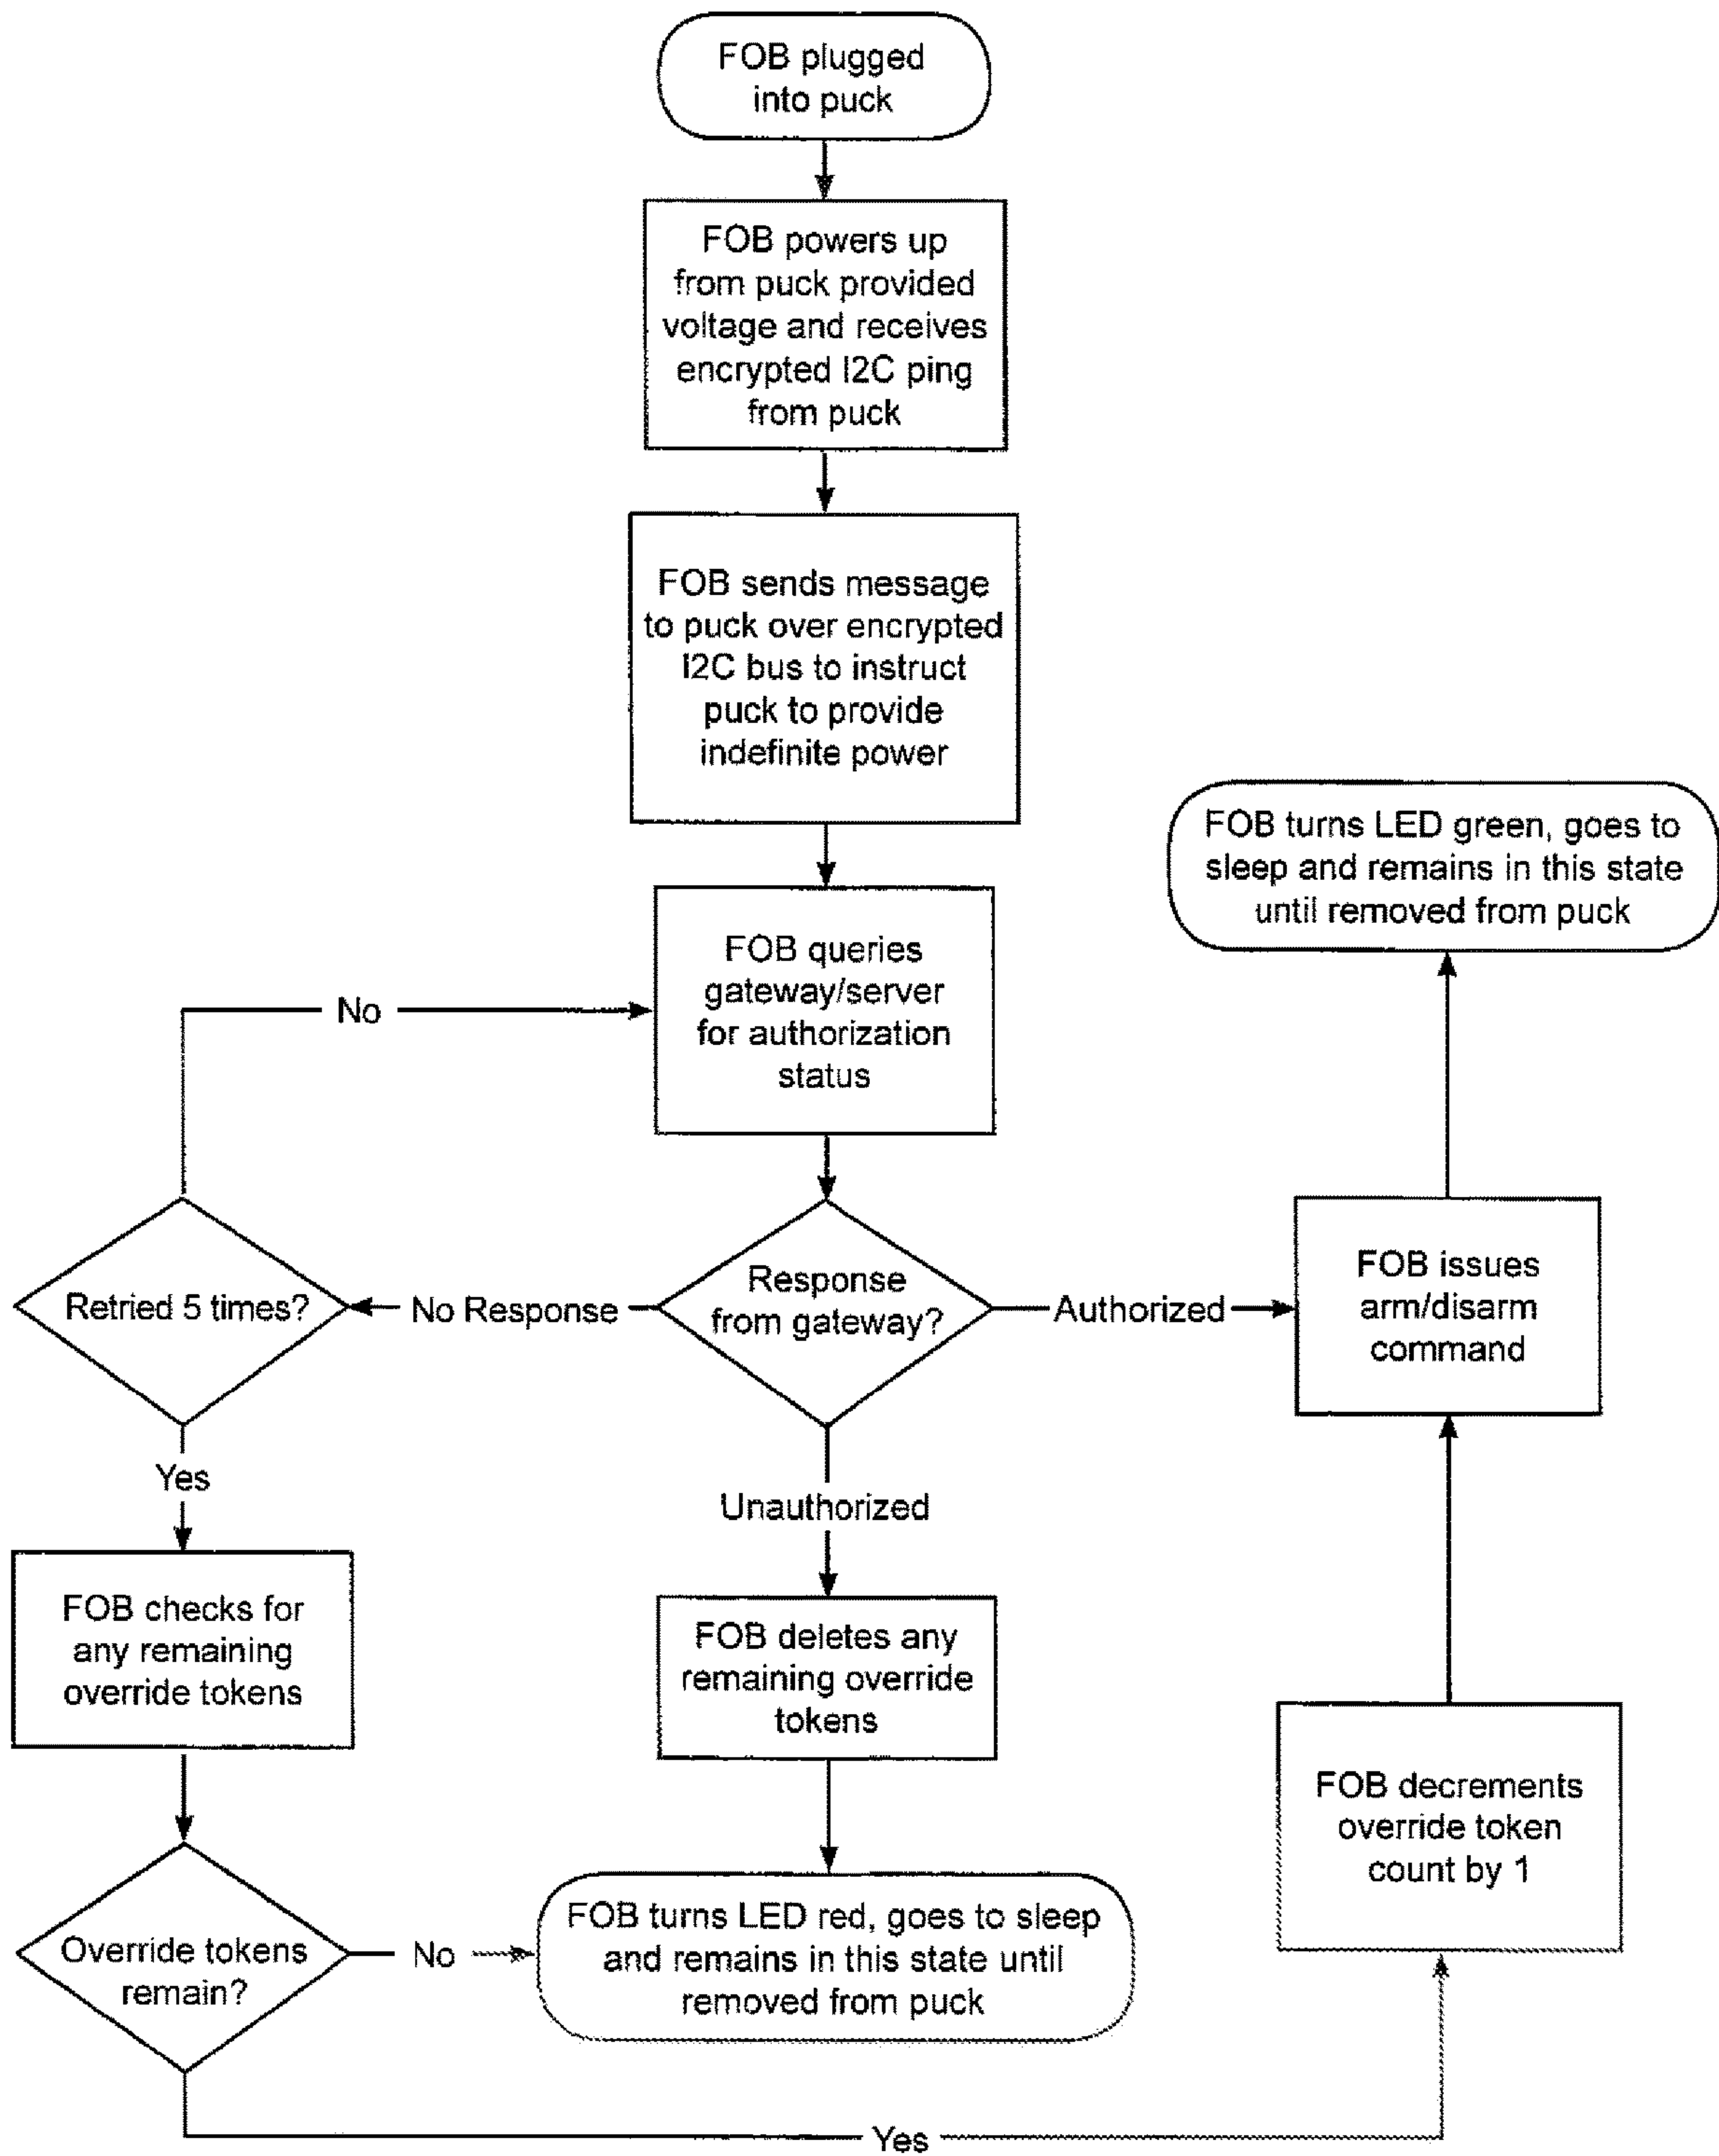 FOB plugged
into puck
FOB powers up
from puck provided
voltage and receives
encrypted I2C ping
from puck
FOB sends message
to puck over encrypted
I2C bus to instruct
puck to provide
indefinite power
FOB turns LED green, goes to
sleep and remains in this state
until removed from puck
FOB queries
gateway/server
for authorization
status
No
Retried 5 times?
No Response
Response
from gateway?
Authorized
FOB issues
arm/disarm
command
Yes
Unauthorized
FOB checks for
any remaining
override tokens
FOB deletes any
remaining override
tokens
FOB decrements
override token
count by 1
Override tokens
remain?
No
FOB turns LED red, goes to sleep
and remains in this state until
removed from puck
Yes